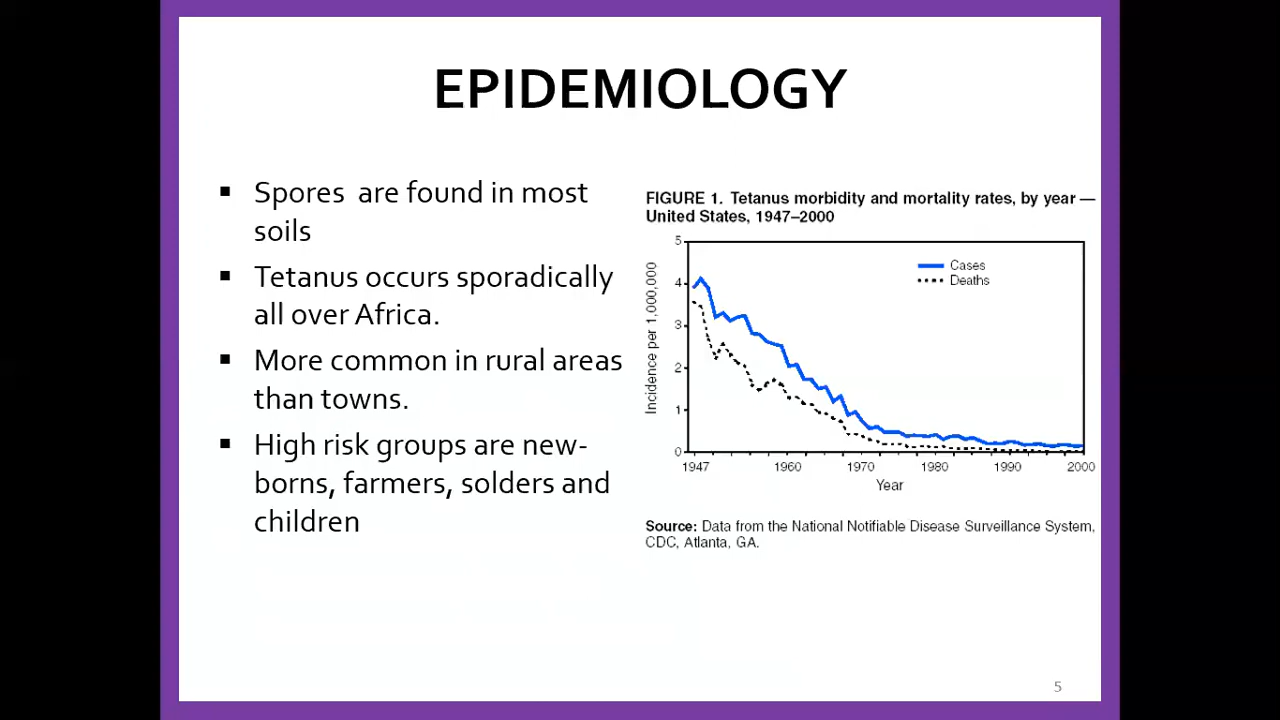 EPIDEMIOLOGY
▪ Spores are found in most
soils
▪ Tetanus occurs sporadically
all over Africa.
▪ More common in rural areas
than towns.
▪ High risk groups are new-
borns, farmers, solders and
children
FIGURE 1. Tetanus morbidity and mortality rates, by year —
United States, 1947–2000
5
4
3
2
1
0
Incidence per 1,000,000
Cases
Deaths
1947 1960 1970 1980 1990 2000
Year
Source: Data from the National Notifiable Disease Surveillance System,
CDC, Atlanta, GA.
5